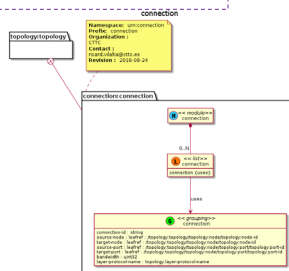 connection
Namespace: urn:connection
Prefix: connection
Organization :
CTTC
Contact :
ricard.vilalta@cttc.es
Revision : 2018-08-24
topology:topology
connection:connection
M << module>>
connection
0..N
L << list>>
connection
connection (uses)
uses
G << grouping>>
connection
connection-id : string
source-node : leafref : /topology:topology/topology:node/topology:node-id
target-node : leafref : /topology:topology/topology:node/topology:node-id
source-port : leafref : /topology:topology/topology:node/topology:port/topology:port-id
target-port : leafref : /topology:topology/topology:node/topology:port/topology:port-id
bandwidth : uint32
layer-protocol-name : topology:layer-protocol-name